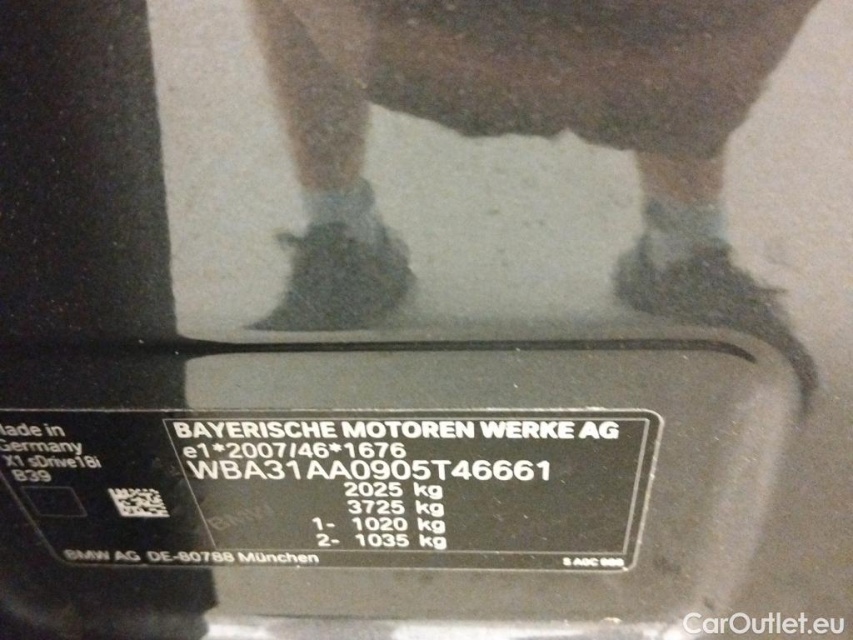 BAYERISCHE MOTOREN WERKE AG
e1*2007/46*1676
WBA31AA0905T46661
2025 kg
3725 kg
1- 1020 kg
2- 1035 kg
Made in
Germany
X1 sDrive18i
B39
BMW AG DE-80788 München
CarOutlet.eu